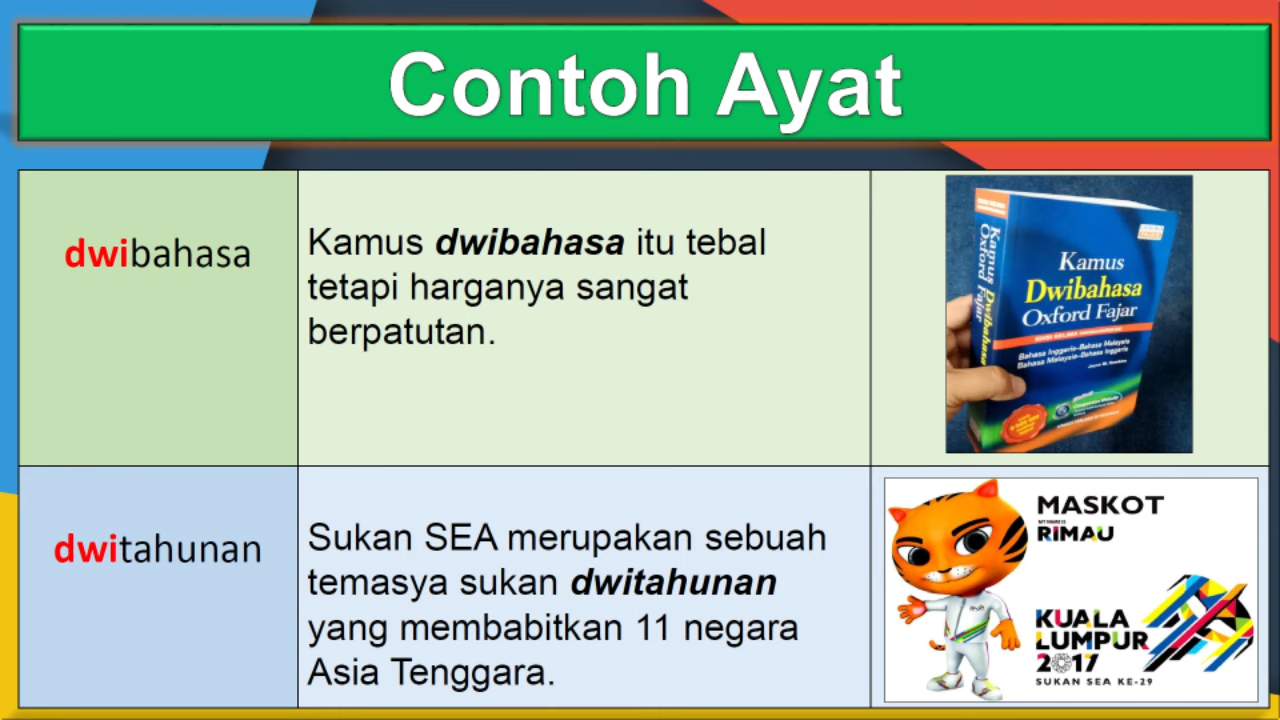 Contoh Ayat
dwibahasa
Kamus dwibahasa itu tebal
tetapi harganya sangat
berpatutan.
Kamus Dwibahasa
Oxford Fajar
Kamus
Dwibahasa
Oxford Fajar
Bahasa Inggeris-Bahasa Malaysia
Bahasa Malaysia-Bahasa Inggeris
dwitahunan
Sukan SEA merupakan sebuah
temasya sukan dwitahunan
yang membabitkan 11 negara
Asia Tenggara.
MASKOT
RIMAU
KUALA
LUMPUR
2017
SUKAN SEA KE-29